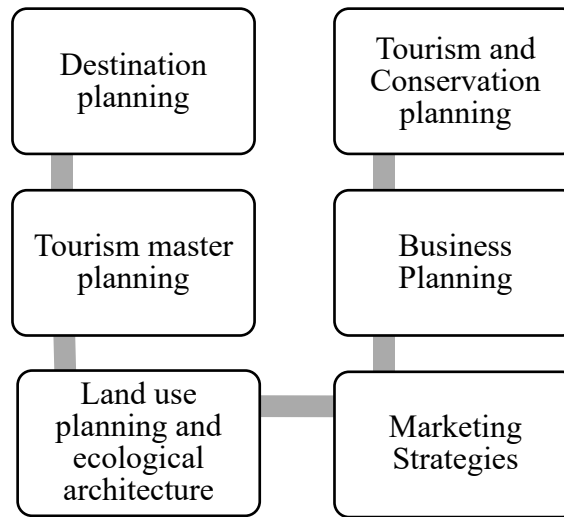 Destination
planning
Tourism master
planning
Land use
planning and
ecological
architecture
Marketing
Strategies
Business
Planning
Tourism and
Conservation
planning